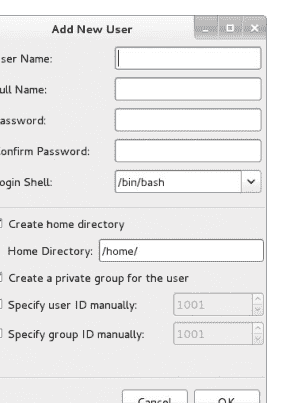 Add New User
ser Name:
ull Name:
assword:
onfirm Password:
ogin Shell: /bin/bash
Create home directory
Home Directory: /home/
Create a private group for the user
Specify user ID manually: 1001
Specify group ID manually: 1001
Cancel OK